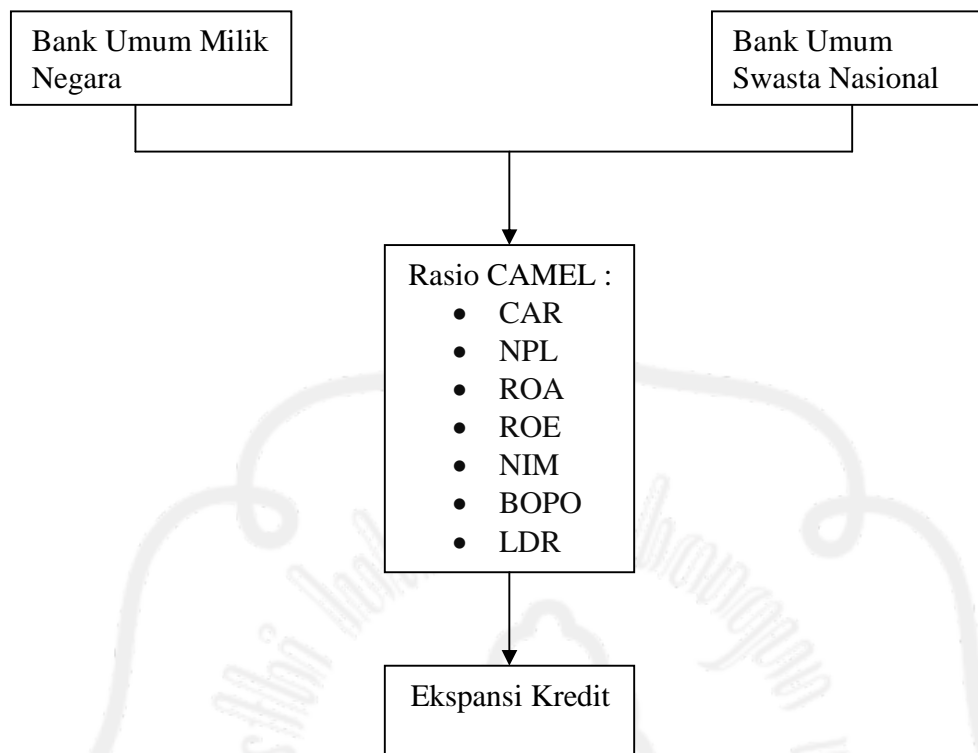 Bank Umum Milik
Negara
Bank Umum
Swasta Nasional
Rasio CAMEL :
• CAR
• NPL
• ROA
• ROE
• NIM
• BOPO
• LDR
Ekspansi Kredit